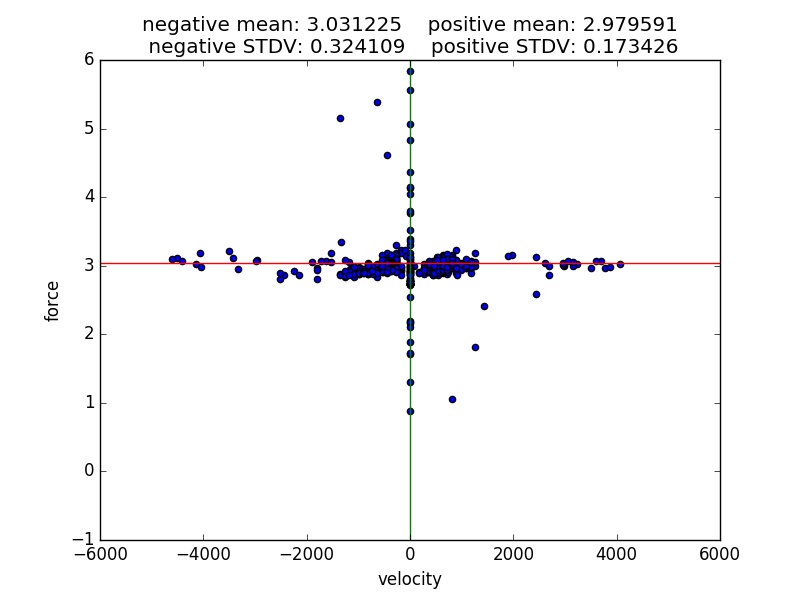 negative mean: 3.031225 positive mean: 2.979591
negative STDV: 0.324109 positive STDV: 0.173426
6
5
4
3
2
1
0
−1
force
−6000 −4000 −2000 0 2000 4000 6000
velocity